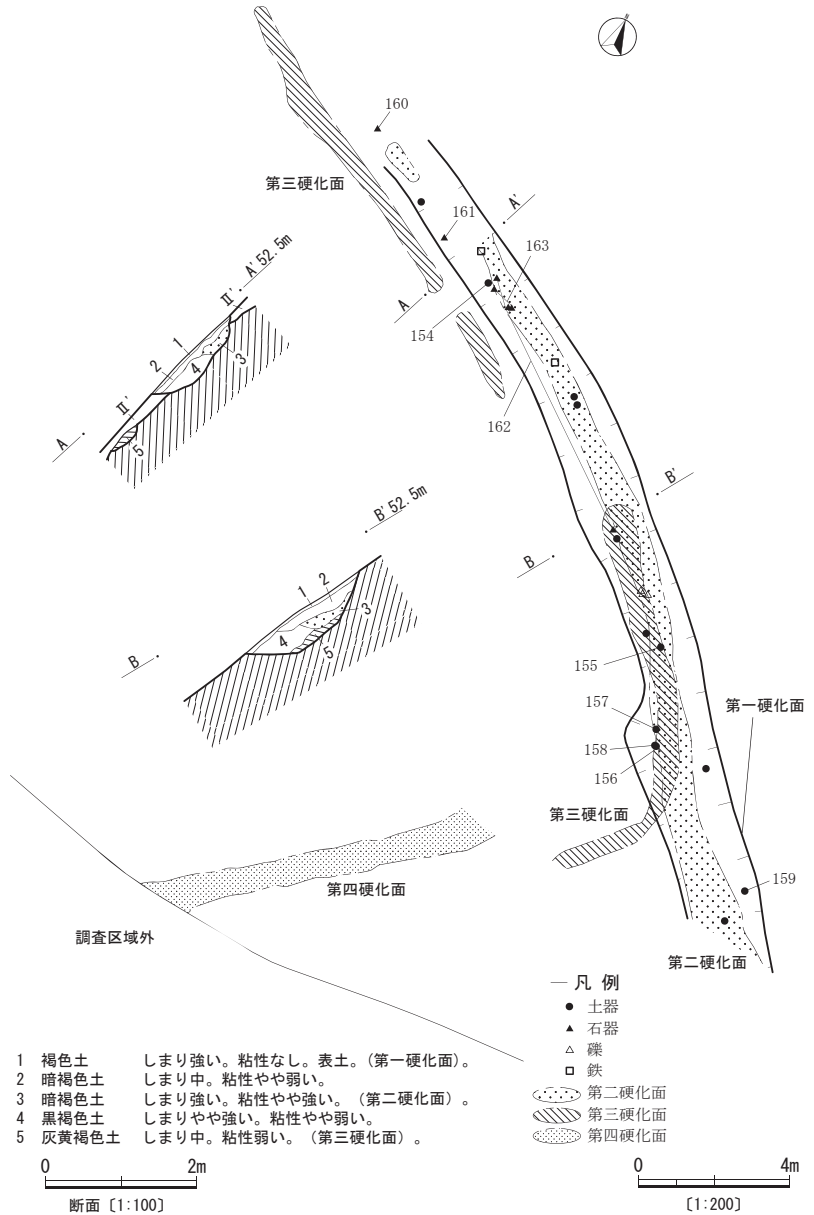 160
第三硬化面
161
A'
163
A' 52.5m
Ⅱ'
1
2
3
4
Ⅱ'
5
A
A
154
162
B'
B' 52.5m
B
1
2
3
4
5
B
155
157
158
156
第一硬化面
第三硬化面
159
第四硬化面
調査区域外
第二硬化面
凡 例
土器
石器
礫
鉄
第二硬化面
第三硬化面
第四硬化面
1 褐色土 しまり強い。粘性なし。表土。(第一硬化面)。
2 暗褐色土 しまり中。粘性やや弱い。
3 暗褐色土 しまり強い。粘性やや強い。(第二硬化面)。
4 黒褐色土 しまりやや強い。粘性やや弱い。
5 灰黄褐色土 しまり中。粘性弱い。(第三硬化面)。
0 2m
断面〔1:100〕
0 4m
〔1:200〕